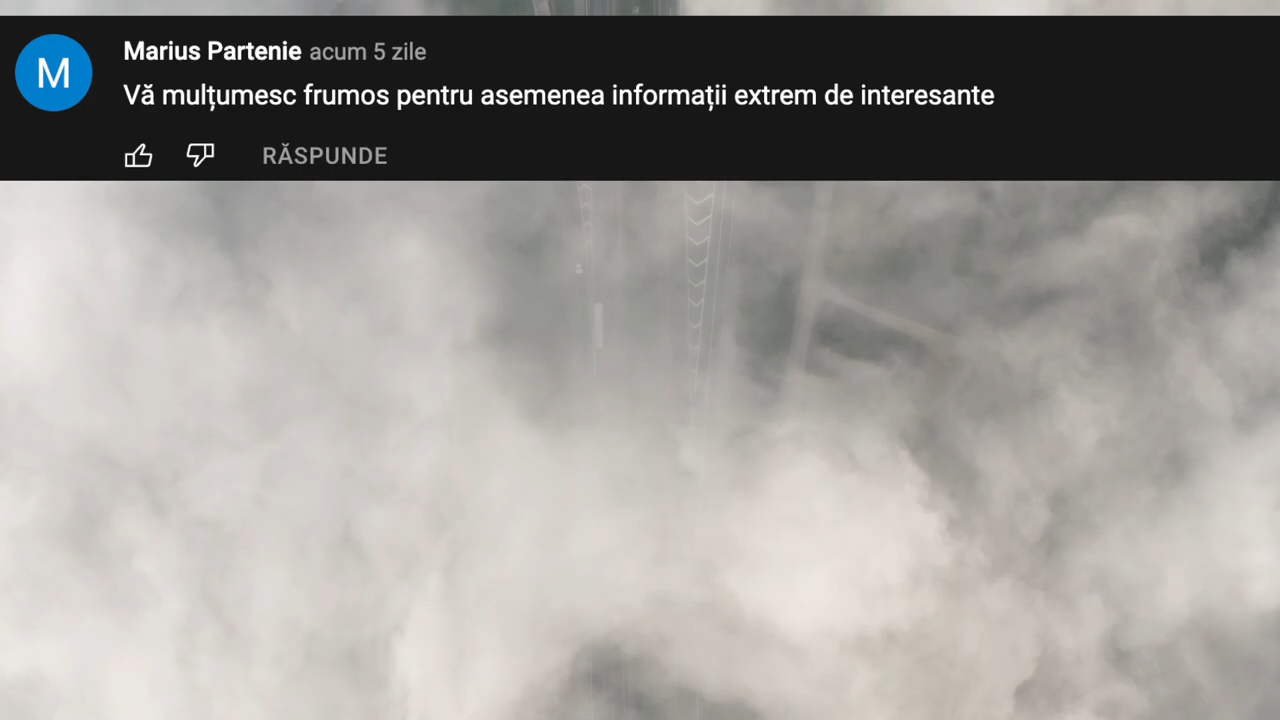 M
Marius Partenie acum 5 zile
Vă mulțumesc frumos pentru asemenea informații extrem de interesante
RĂSPUNDE